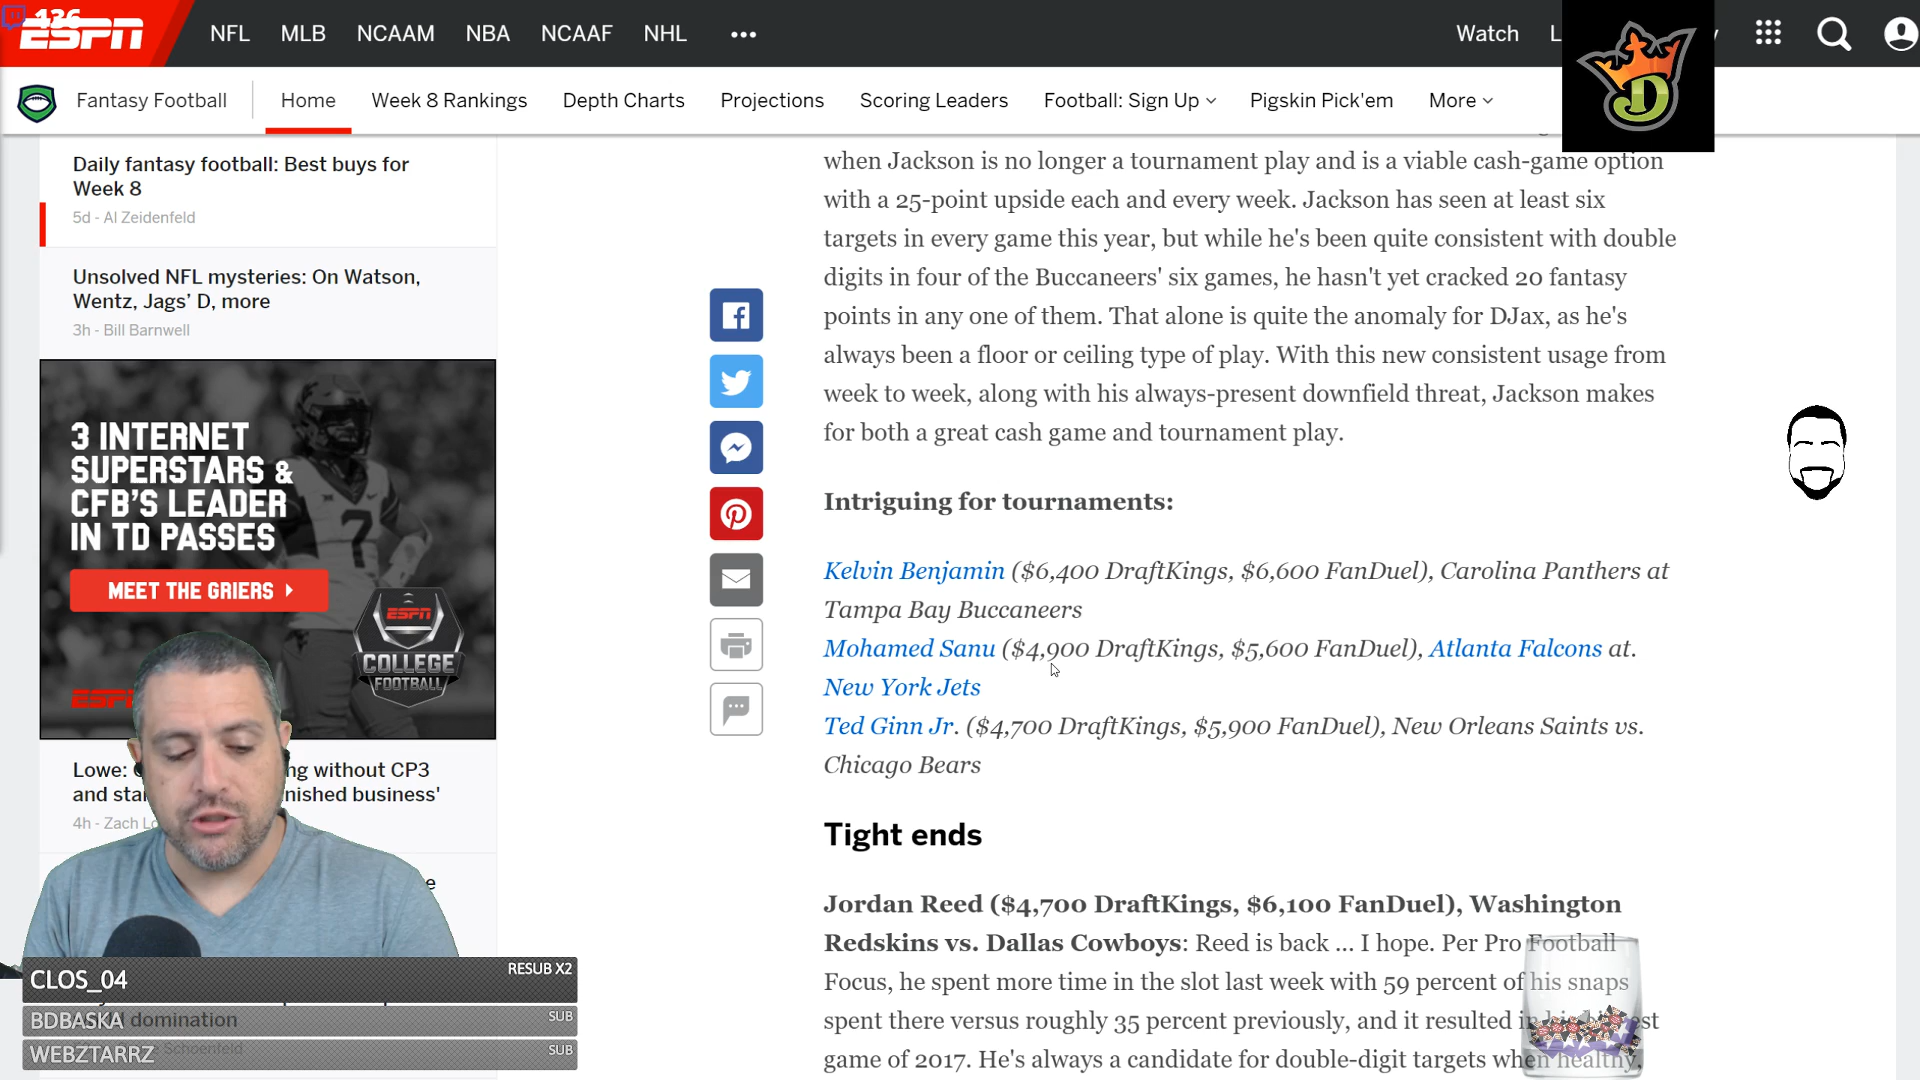 136
ESPN
NFL MLB NCAAM NBA NCAAF NHL •••
Watch
Fantasy Football Home Week 8 Rankings Depth Charts Projections Scoring Leaders Football: Sign Up Pigskin Pick'em More
D
Daily fantasy football: Best buys for
Week 8
5d - Al Zeidenfeld
Unsolved NFL mysteries: On Watson,
Wentz, Jags’ D, more
3h - Bill Barnwell
3 INTERNET
SUPERSTARS &
CFB'S LEADER
IN TD PASSES
MEET THE GRIERS
7
ESPN
COLLEGE
FOOTBALL
Lowe: ng without CP3
and nished business'
4h - Zach
domination
Schoenfeld
CLOS_04 RESUB X2
BDBASKA SUB
WEBZTARRZ SUB
when Jackson is no longer a tournament play and is a viable cash-game option
with a 25-point upside each and every week. Jackson has seen at least six
targets in every game this year, but while he's been quite consistent with double
digits in four of the Buccaneers' six games, he hasn't yet cracked 20 fantasy
points in any one of them. That alone is quite the anomaly for DJax, as he's
always been a floor or ceiling type of play. With this new consistent usage from
week to week, along with his always-present downfield threat, Jackson makes
for both a great cash game and tournament play.
Intriguing for tournaments:
Kelvin Benjamin ($6,400 DraftKings, $6,600 FanDuel), Carolina Panthers at
Tampa Bay Buccaneers
Mohamed Sanu ($4,900 DraftKings, $5,600 FanDuel), Atlanta Falcons at.
New York Jets
Ted Ginn Jr. ($4,700 DraftKings, $5,900 FanDuel), New Orleans Saints vs.
Chicago Bears
Tight ends
Jordan Reed ($4,700 DraftKings, $6,100 FanDuel), Washington
Redskins vs. Dallas Cowboys: Reed is back ... I hope. Per Pro Football
Focus, he spent more time in the slot last week with 59 percent of his snaps
spent there versus roughly 35 percent previously, and it resulted in
game of 2017. He's always a candidate for double-digit targets when healthy,